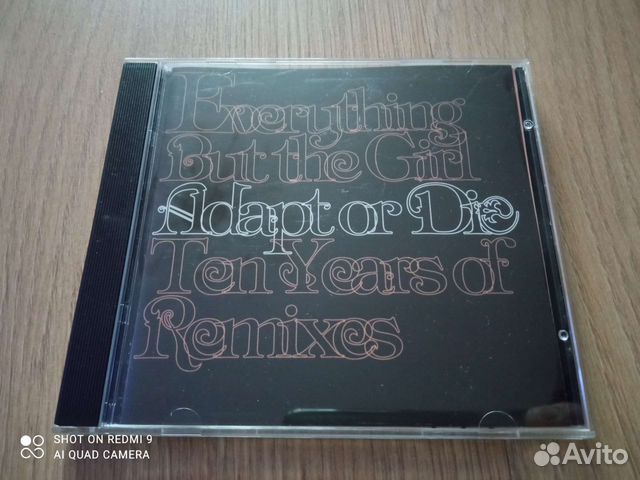 Everything
But the Girl
Adapt or Die
Ten Years of
Remixes
SHOT ON REDMI 9
AI QUAD CAMERA
Avito